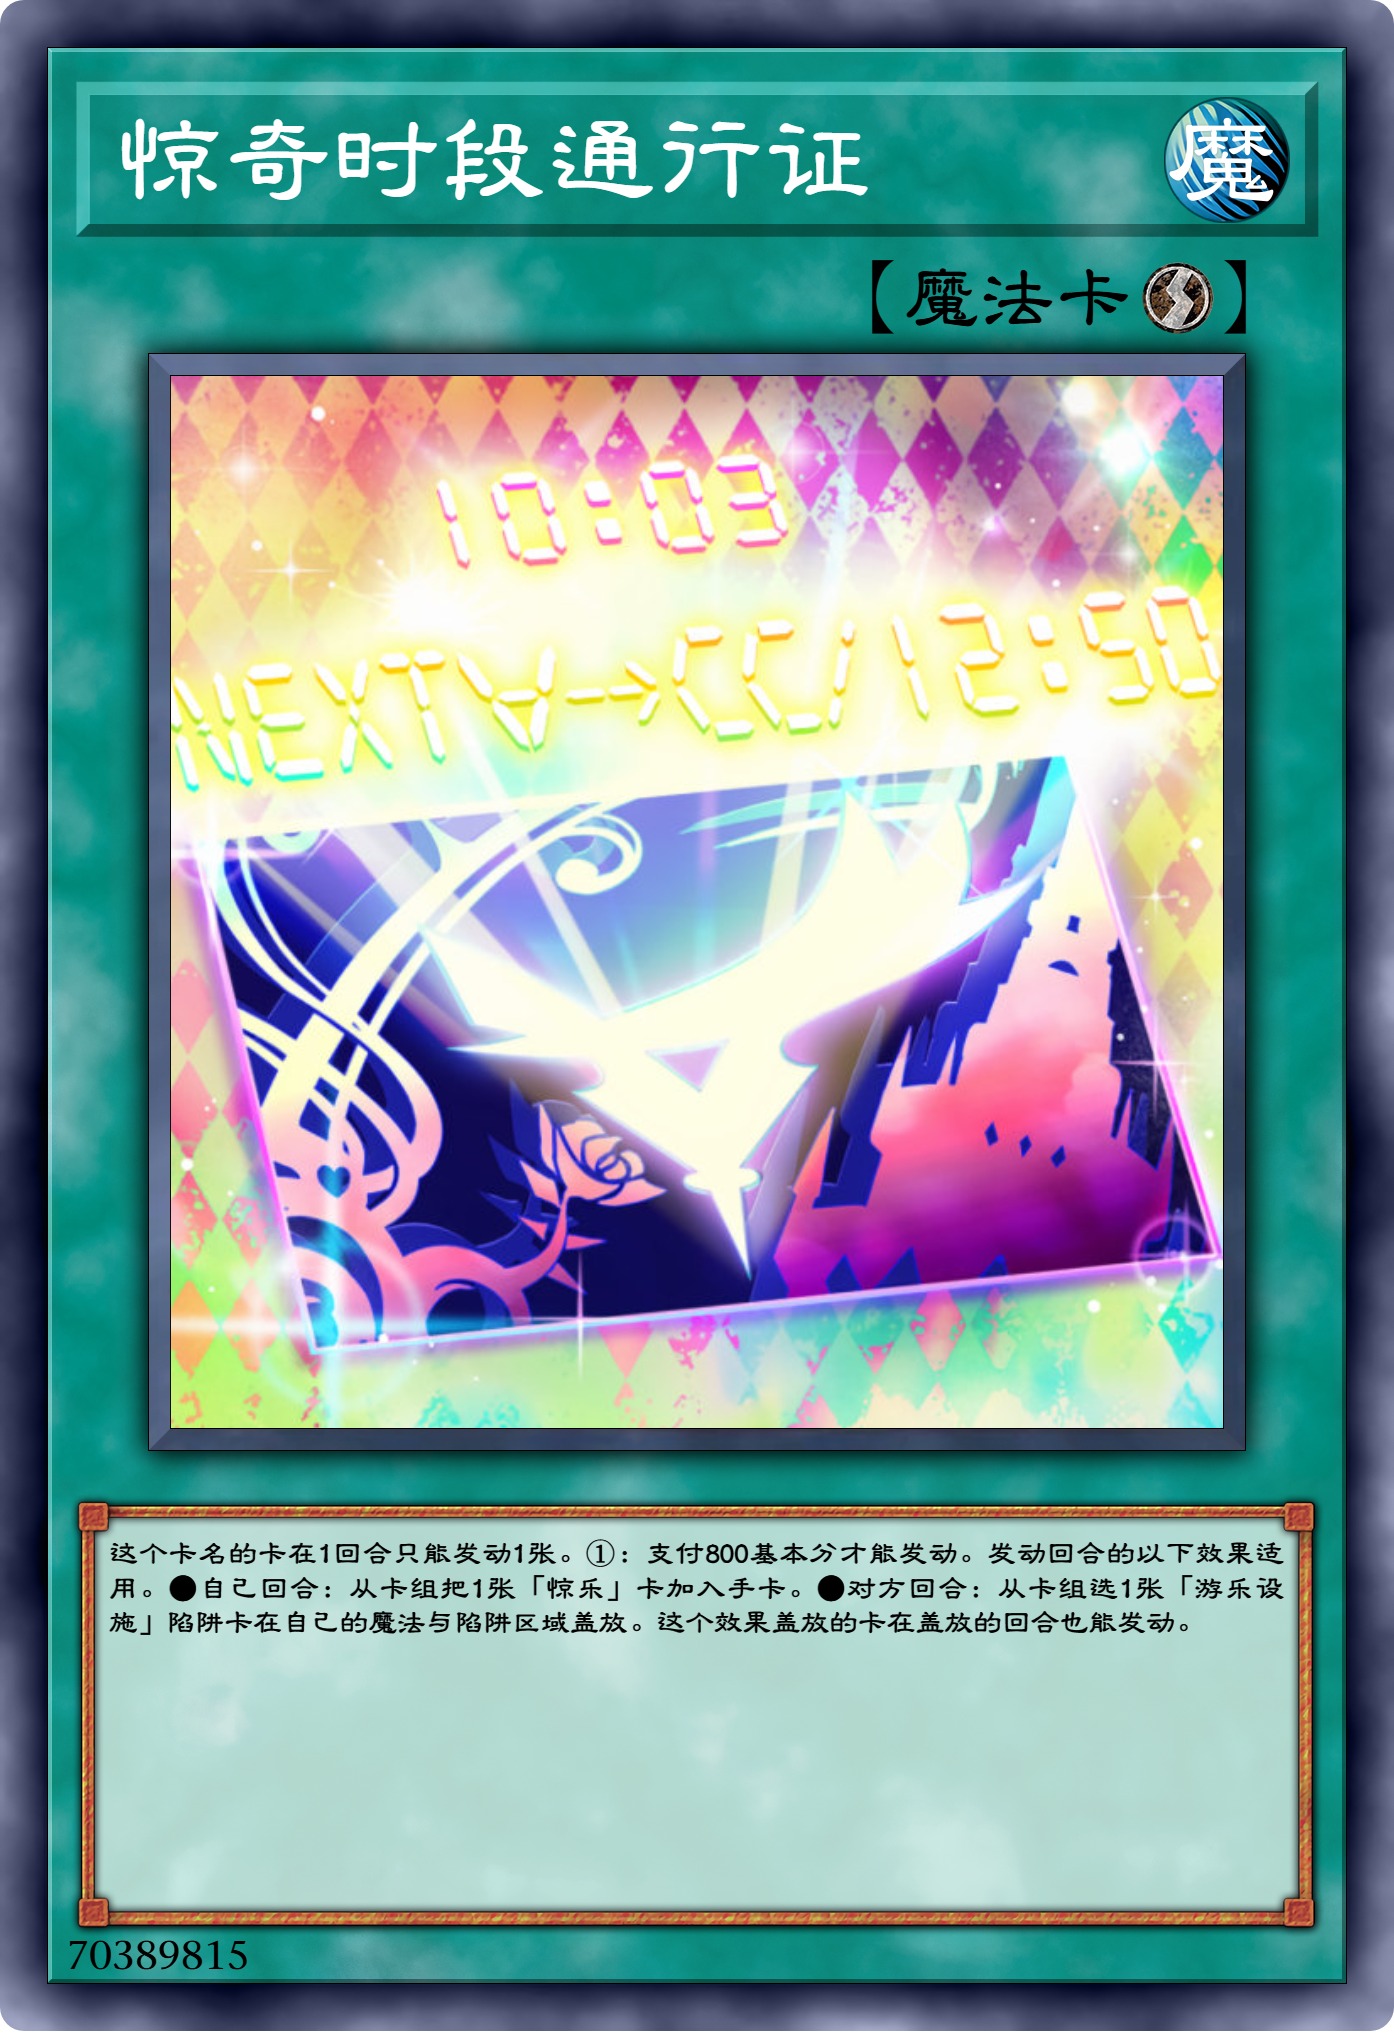 惊奇时段通行证
魔
【魔法卡】
10:03
NEXT∀→CC/12:50
这个卡名的卡在1回合只能发动1张。①：支付800基本分才能发动。发动回合的以下效果适
用。●自己回合：从卡组把1张「惊乐」卡加入手卡。●对方回合：从卡组选1张「游乐设
施」陷阱卡在自己的魔法与陷阱区域盖放。这个效果盖放的卡在盖放的回合也能发动。
70389815